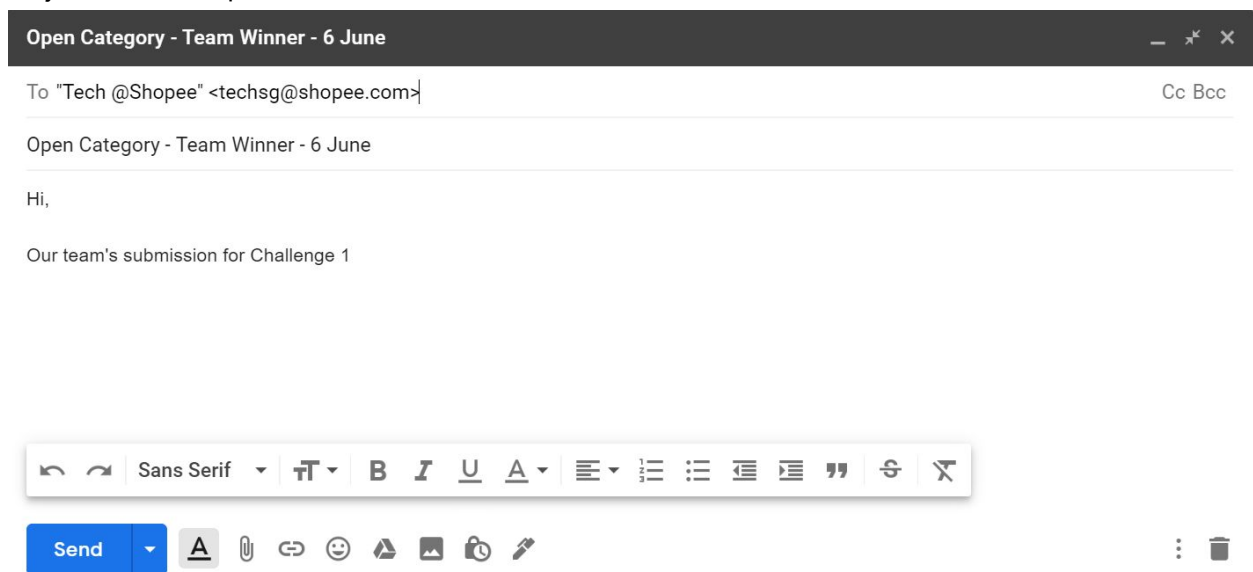 Open Category - Team Winner - 6 June
To "Tech @Shopee" <techsg@shopee.com> Cc Bcc
Open Category - Team Winner - 6 June
Hi,
Our team's submission for Challenge 1
Sans Serif
Send